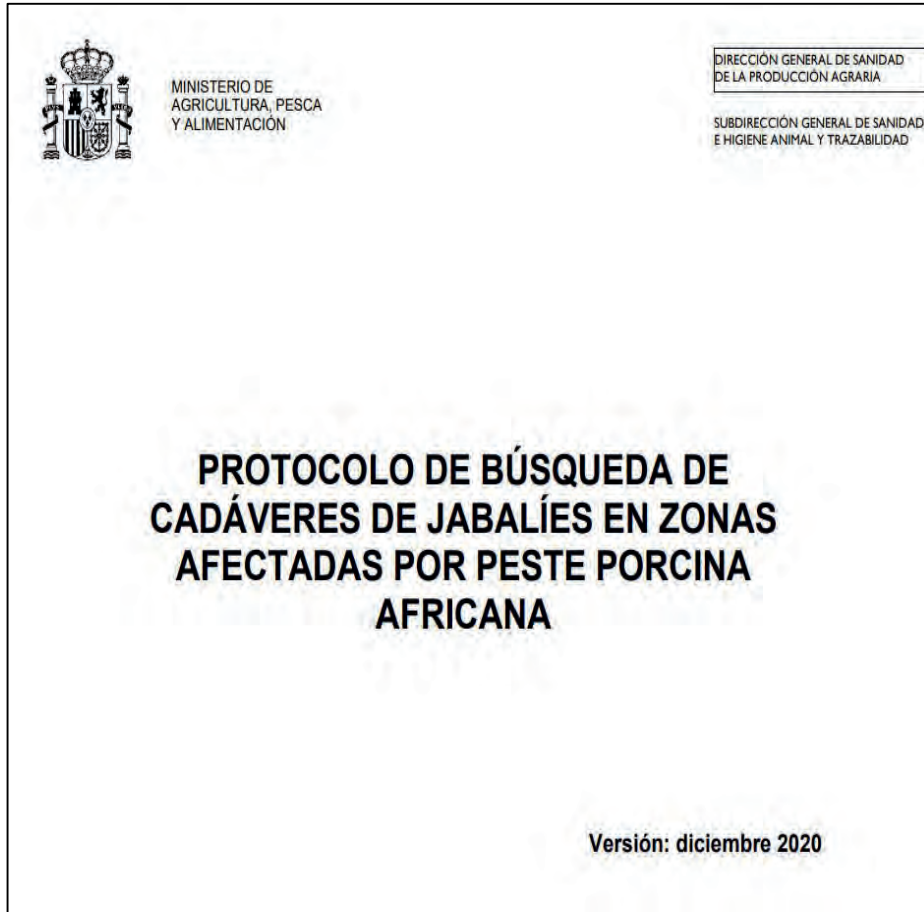 MINISTERIO DE
AGRICULTURA, PESCA
Y ALIMENTACIÓN
DIRECCIÓN GENERAL DE SANIDAD
DE LA PRODUCCIÓN AGRARIA
SUBDIRECCIÓN GENERAL DE SANIDAD
E HIGIENE ANIMAL Y TRAZABILIDAD
PROTOCOLO DE BÚSQUEDA DE
CADÁVERES DE JABALÍES EN ZONAS
AFECTADAS POR PESTE PORCINA
AFRICANA
Versión: diciembre 2020